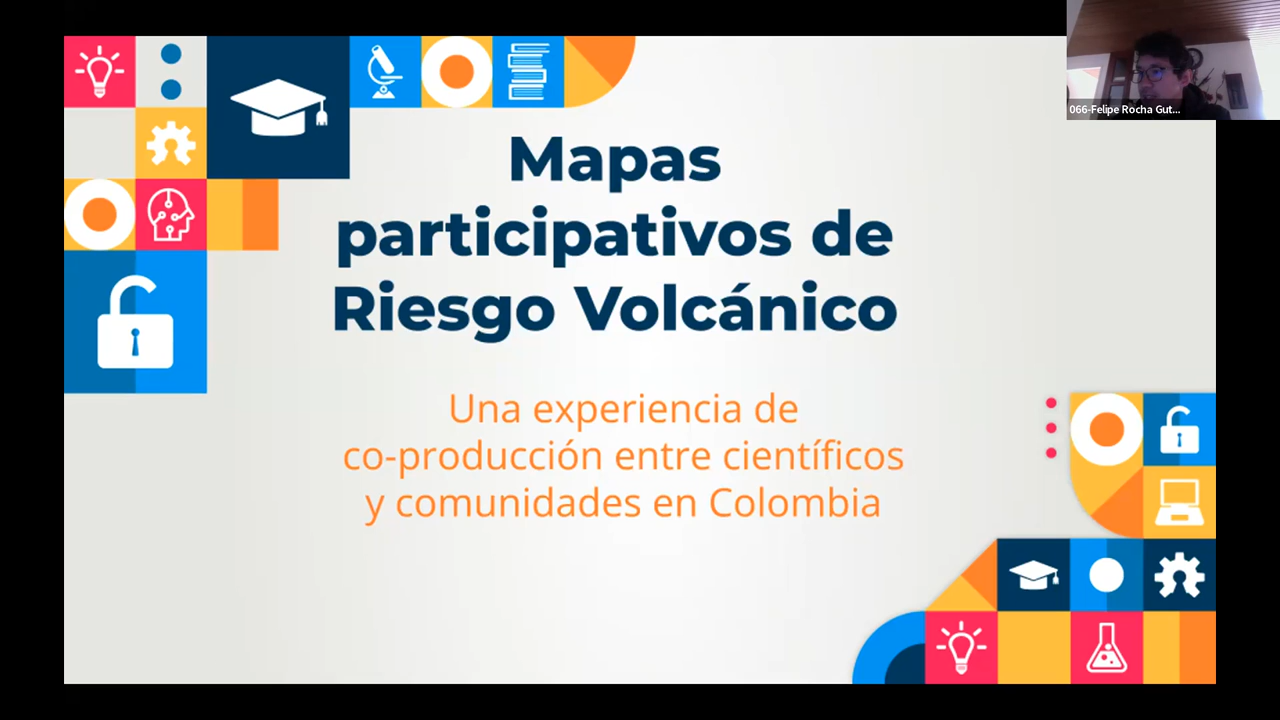 066-Felipe Rocha Gut...
Mapas
participativos de
Riesgo Volcánico
Una experiencia de
co-producción entre científicos
y comunidades en Colombia